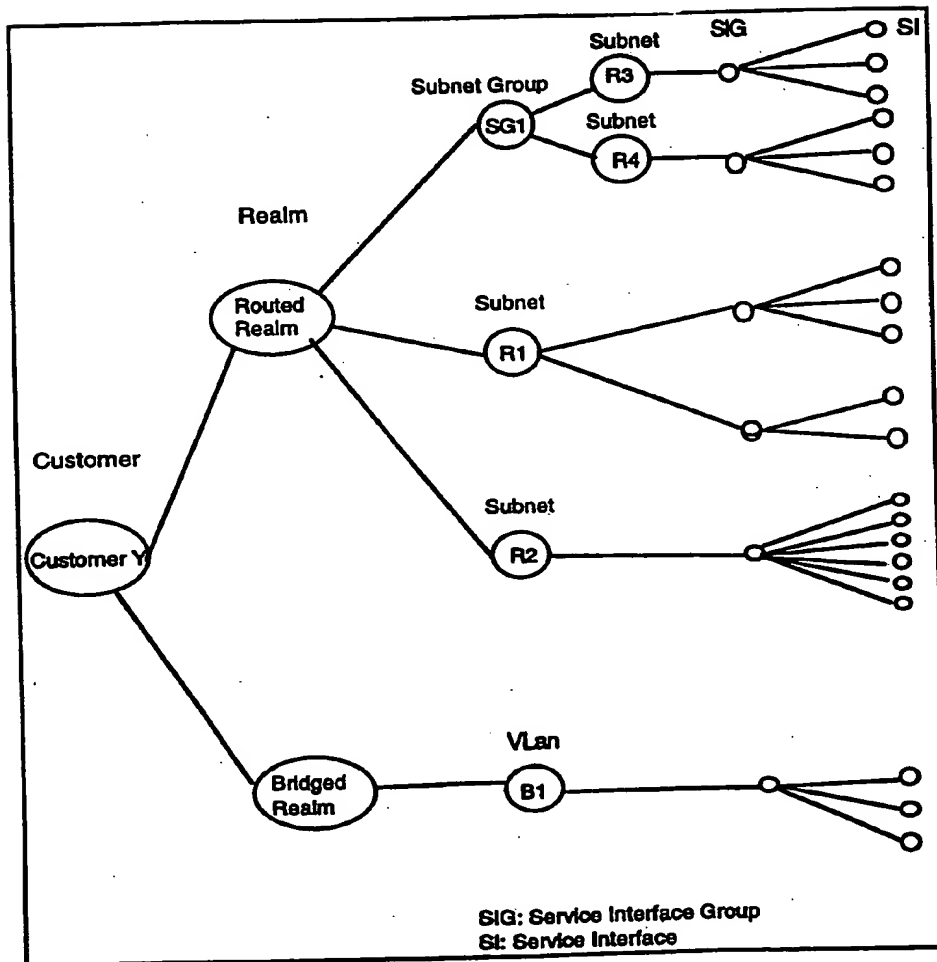 Subnet
SIG
SI
R3
Subnet Group
SG1
Subnet
R4
Realm
Routed
Realm
Subnet
R1
Customer
Customer Y
Subnet
R2
VLan
Bridged
Realm
B1
SIG: Service Interface Group
SI: Service Interface